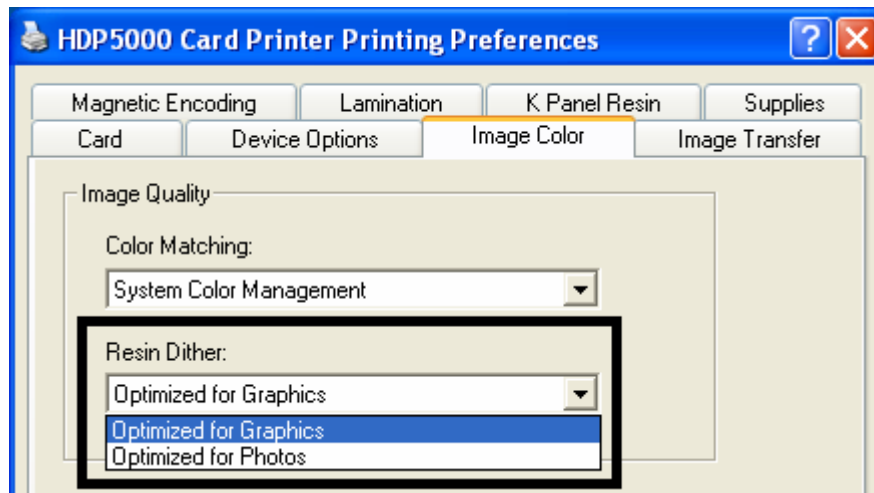 HDP5000 Card Printer Printing Preferences
Magnetic Encoding Lamination K Panel Resin Supplies
Card Device Options Image Color Image Transfer
Image Quality
Color Matching:
System Color Management
Resin Dither:
Optimized for Graphics
Optimized for Graphics
Optimized for Photos